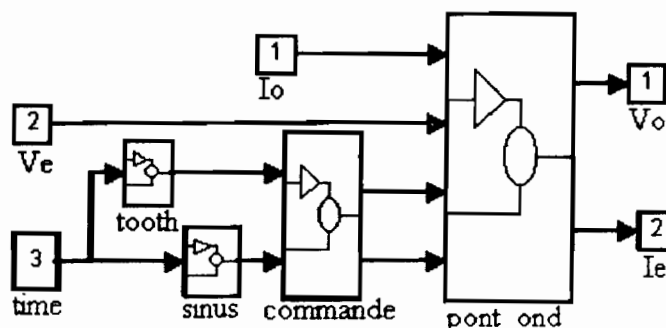 1
Io
2
Ve
1
Vo
tooth
3
time
sinus
commande
2
Ie
pont ond